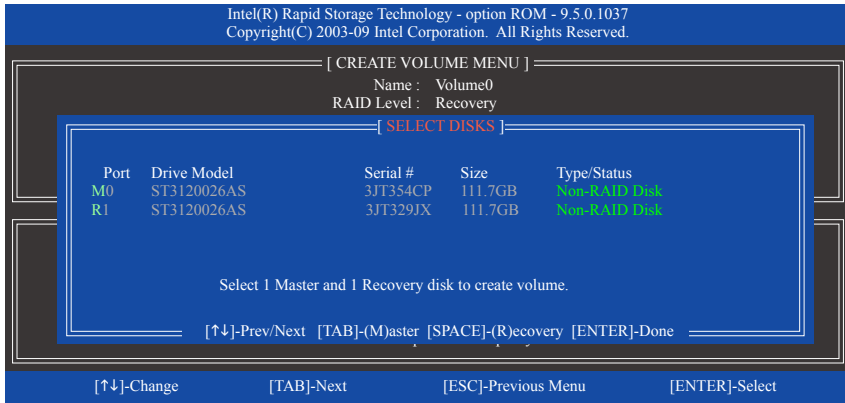 Intel(R) Rapid Storage Technology - option ROM - 9.5.0.1037
Copyright(C) 2003-09 Intel Corporation. All Rights Reserved.
[ CREATE VOLUME MENU ]
Name : Volume0
RAID Level : Recovery
[ SELECT DISKS ]
Port Drive Model Serial # Size Type/Status
M0 ST3120026AS 3JT354CP 111.7GB Non-RAID Disk
R1 ST3120026AS 3JT329JX 111.7GB Non-RAID Disk
Select 1 Master and 1 Recovery disk to create volume.
[↑↓]-Prev/Next [TAB]-(M)aster [SPACE]-(R)ecovery [ENTER]-Done
[↑↓]-Change [TAB]-Next [ESC]-Previous Menu [ENTER]-Select